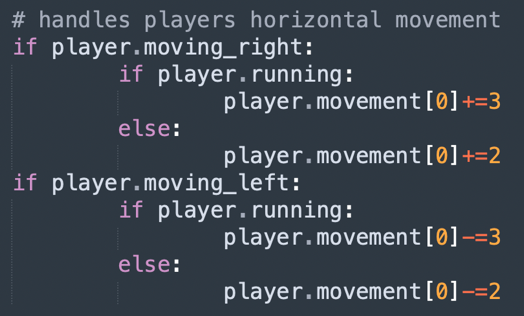 # handles players horizontal movement
if player.moving_right:
        if player.running:
                player.movement[0]+=3
        else:
                player.movement[0]+=2
if player.moving_left:
        if player.running:
                player.movement[0]-=3
        else:
                player.movement[0]-=2